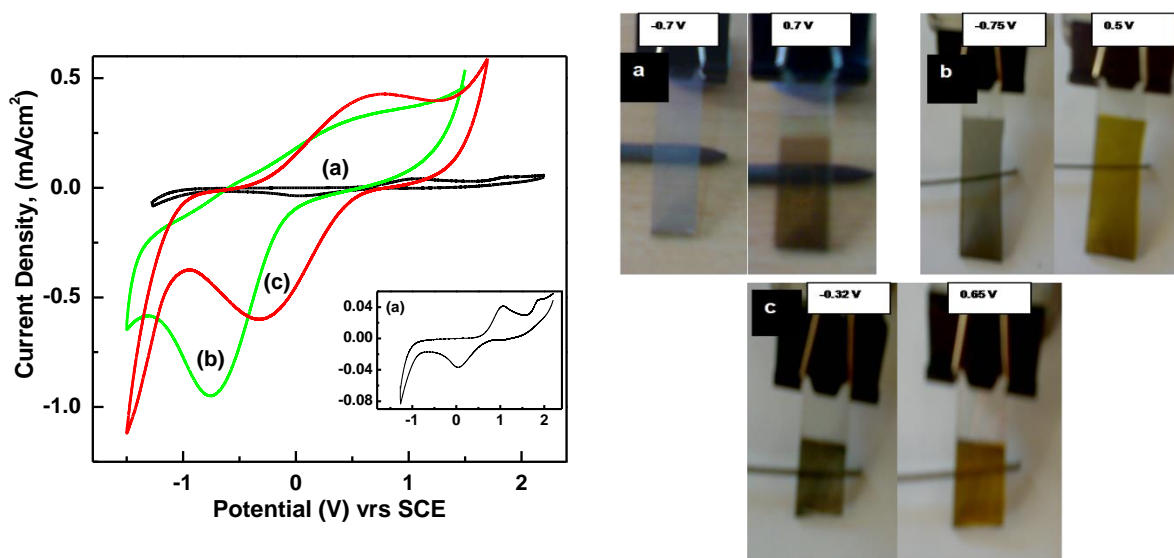 Current Density, (mA/cm²)
0.5
0.0
-0.5
-1.0
(a)
(b)
(c)
(a)
0.04
0.00
-0.04
-0.08
-1
0
1
2
-1
0
1
2
Potential (V) vrs SCE
a
-0.7 V
0.7 V
b
-0.75 V
0.5 V
c
-0.32 V
0.65 V